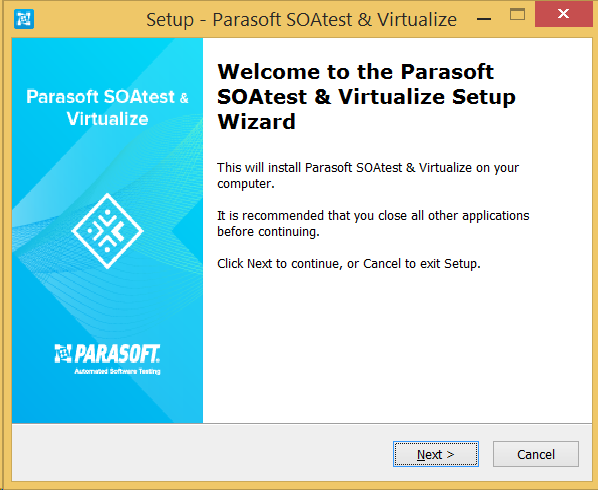 Setup - Parasoft SOAtest & Virtualize
Parasoft SOAtest &
Virtualize
PARASOFT.
Automated Software Testing
Welcome to the Parasoft
SOAtest & Virtualize Setup
Wizard
This will install Parasoft SOAtest & Virtualize on your
computer.
It is recommended that you close all other applications
before continuing.
Click Next to continue, or Cancel to exit Setup.
Next >
Cancel